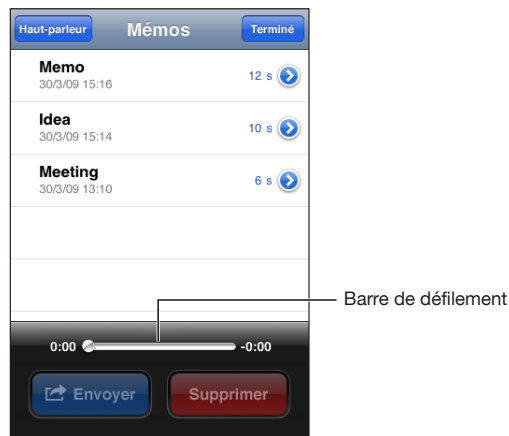 Haut-parleur Mémos Terminé
Memo
30/3/09 15:16
12 s
Idea
30/3/09 15:14
10 s
Meeting
30/3/09 13:10
6 s
Barre de défilement
0:00 -0:00
Envoyer Supprimer